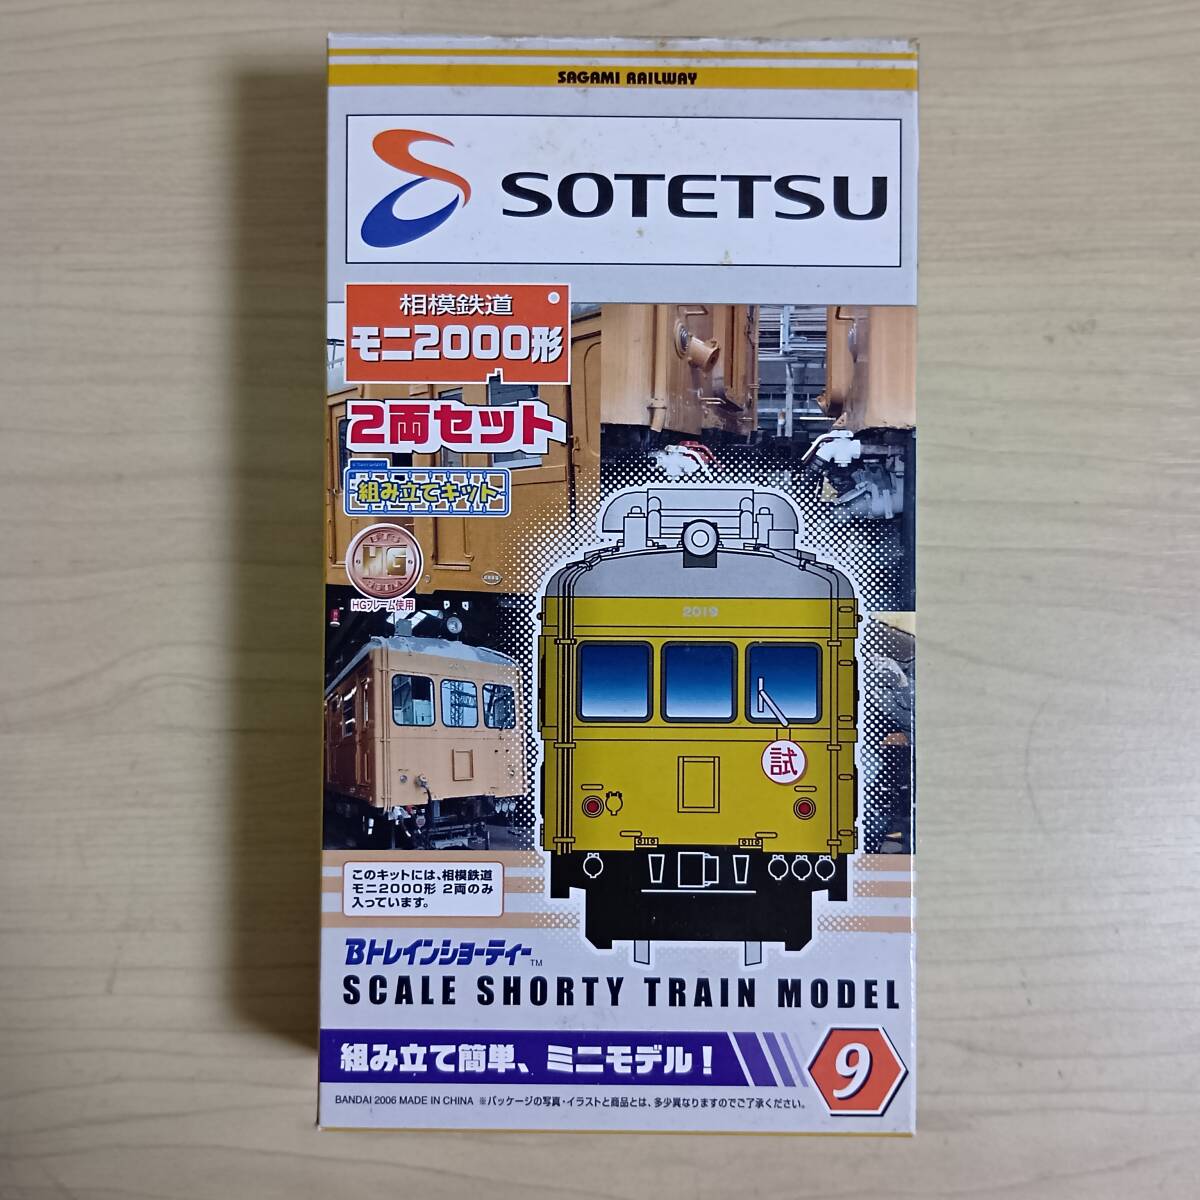 SAGAMI RAILWAY
SOTETSU
相模鉄道
モニ2000形
2両セット
組み立てキット
HG
HGフレーム使用
2019
試
このキットには、相模鉄道
モニ2000形 2両のみ
入っています。
Bトレインショーティー™
SCALE SHORTY TRAIN MODEL
組み立て簡単、ミニモデル!
9
BANDAI 2006 MADE IN CHINA ※パッケージの写真・イラストと商品とは、多少異なりますのでご了承ください。